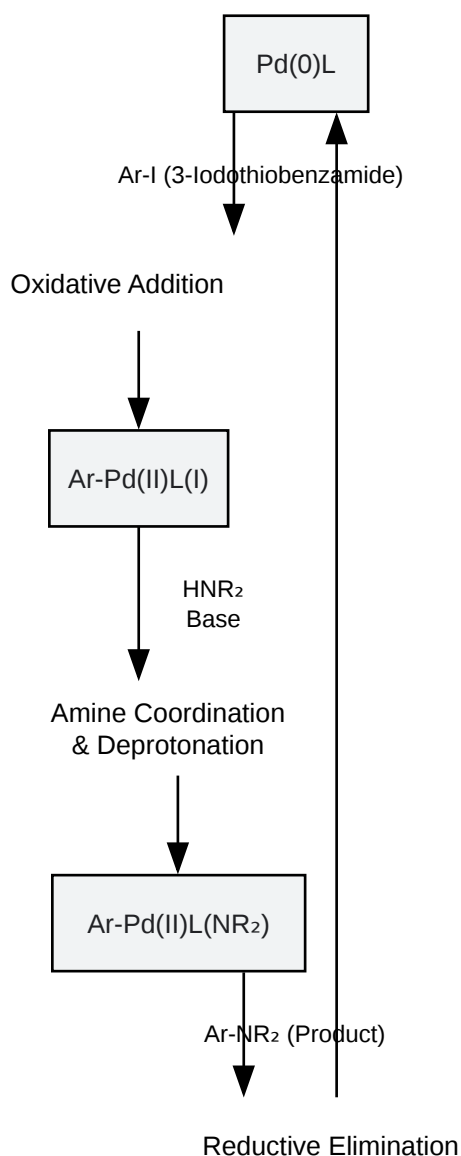 Pd(0)L
Ar-I (3-Iodothiobenzamide)
Oxidative Addition
Ar-Pd(II)L(I)
HNR₂
Base
Amine Coordination
& Deprotonation
Ar-Pd(II)L(NR₂)
Ar-NR₂ (Product)
Reductive Elimination